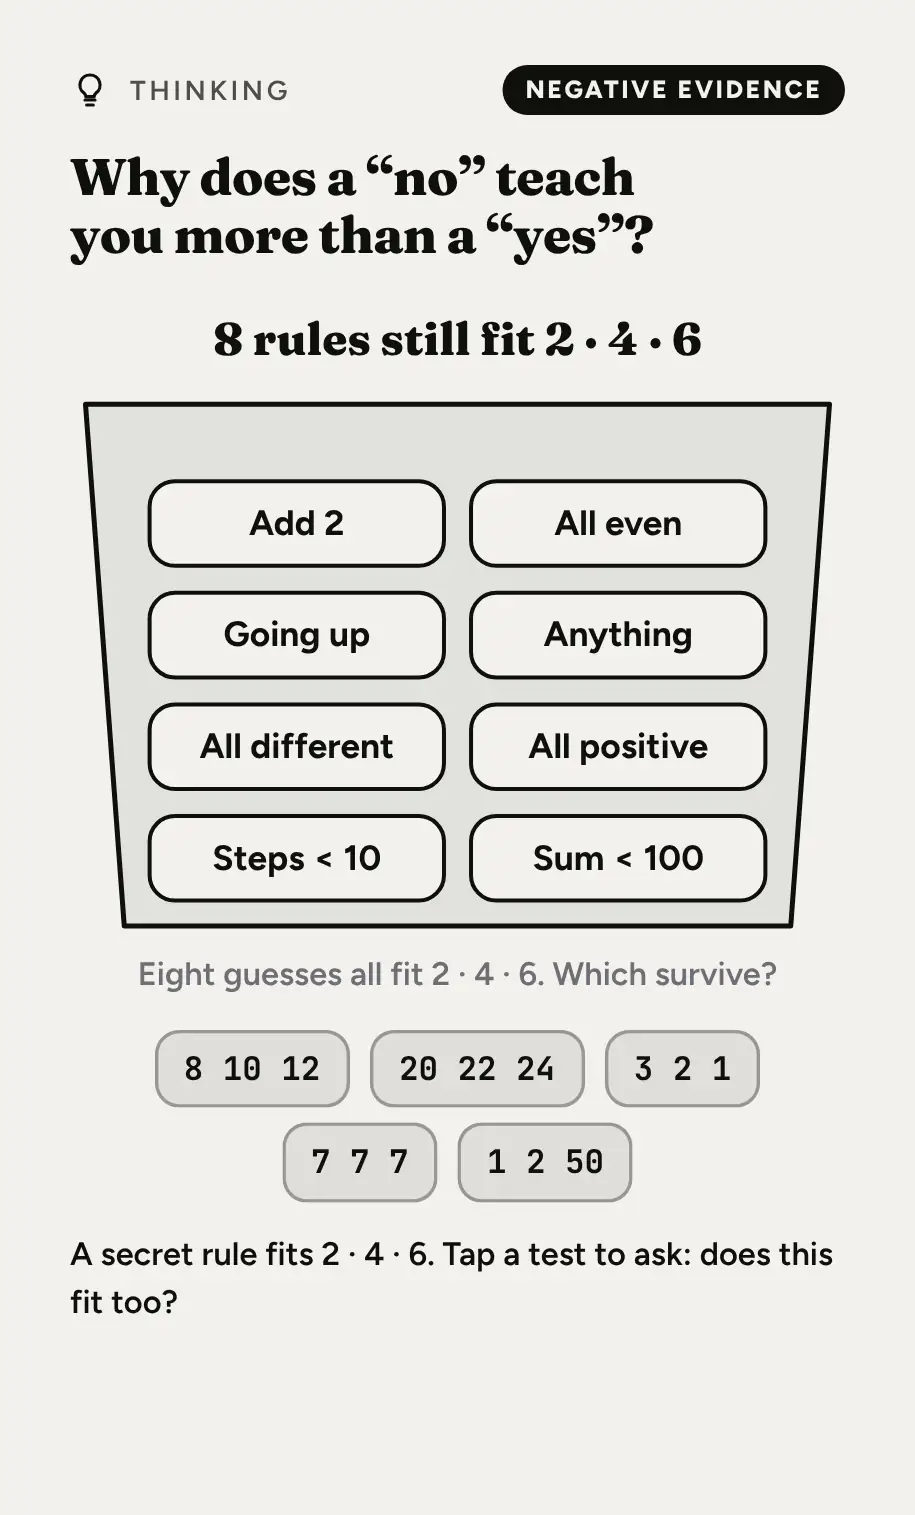 THINKING
NEGATIVE EVIDENCE
Why does a “no” teach
you more than a “yes”?
8 rules still fit 2 · 4 · 6
Add 2
All even
Going up
Anything
All different
All positive
Steps < 10
Sum < 100
Eight guesses all fit 2 · 4 · 6. Which survive?
8 10 12
20 22 24
3 2 1
7 7 7
1 2 50
A secret rule fits 2 · 4 · 6. Tap a test to ask: does this
fit too?